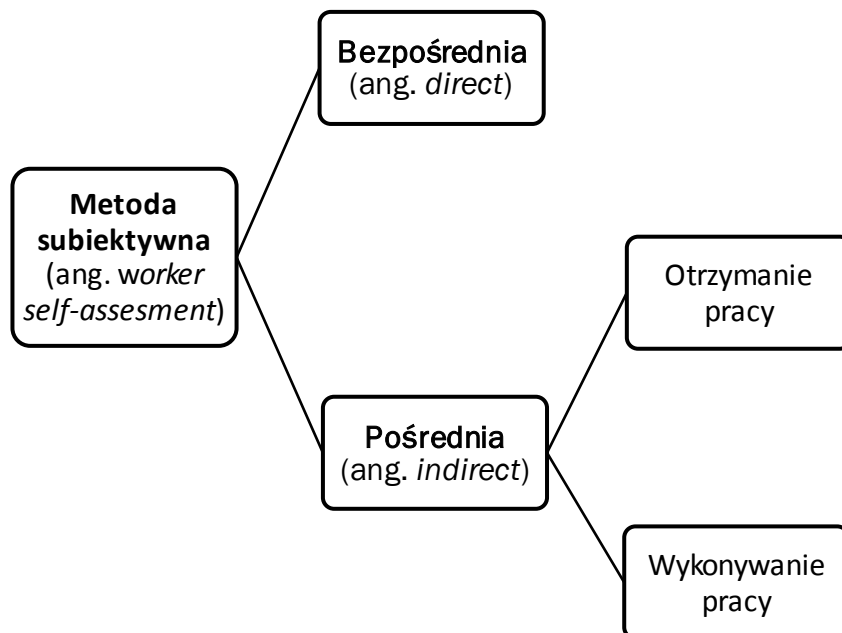 Bezpośrednia
(ang. direct)
Metoda
subiektywna
(ang. worker
self-assesment)
Otrzymanie
pracy
Pośrednia
(ang. indirect)
Wykonywanie
pracy